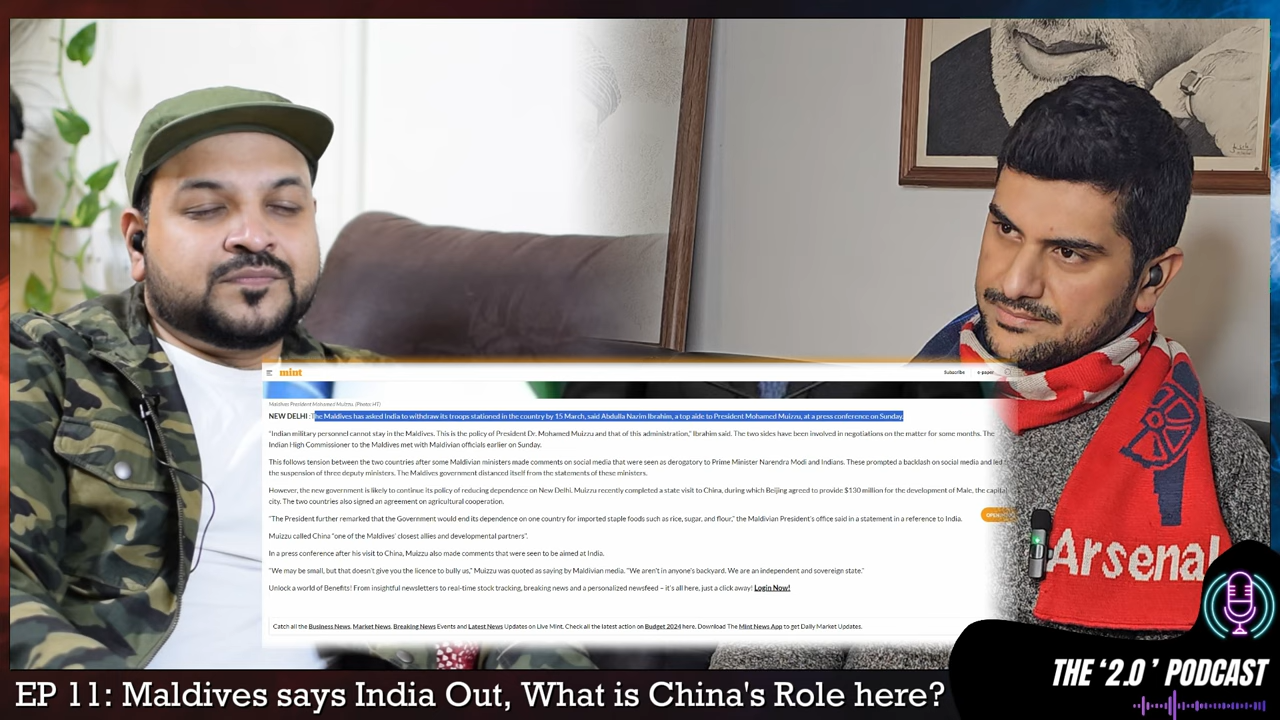 mint
Subscribe
e-paper
Maldives President Mohamed Muizzu. (Photo: HT)
NEW DELHI: The Maldives has asked India to withdraw its troops stationed in the country by 15 March, said Abdulla Nazim Ibrahim, a top aide to President Mohamed Muizzu, at a press conference on Sunday.
"Indian military personnel cannot stay in the Maldives. This is the policy of President Dr. Mohamed Muizzu and that of this administration," Ibrahim said. The two sides have been involved in negotiations on the matter for some months. The
Indian High Commissioner to the Maldives met with Maldivian officials earlier on Sunday.
This follows tension between the two countries after some Maldivian ministers made comments on social media that were seen as derogatory to Prime Minister Narendra Modi and Indians. These prompted a backlash on social media and led
the suspension of three deputy ministers. The Maldives government distanced itself from the statements of these ministers.
However, the new government is likely to continue its policy of reducing dependence on New Delhi. Muizzu recently completed a state visit to China, during which Beijing agreed to provide $130 million for the development of Male, the capital
city. The two countries also signed an agreement on agricultural cooperation.
"The President further remarked that the Government would end its dependence on one country for imported staple foods such as rice, sugar, and flour," the Maldivian President's office said in a statement in a reference to India.
Muizzu called China "one of the Maldives' closest allies and developmental partners".
In a press conference after his visit to China, Muizzu also made comments that were seen to be aimed at India.
"We may be small, but that doesn't give you the licence to bully us," Muizzu was quoted as saying by Maldivian media. "We aren't in anyone's backyard. We are an independent and sovereign state."
Unlock a world of Benefits! From insightful newsletters to real-time stock tracking, breaking news and a personalized newsfeed – it's all here, just a click away! Login Now!
Catch all the Business News, Market News, Breaking News Events and Latest News Updates on Live Mint. Check all the latest action on Budget 2024 here. Download The Mint News App to get Daily Market Updates.
Arsenal
THE '2.0' PODCAST
EP 11: Maldives says India Out, What is China's Role here?